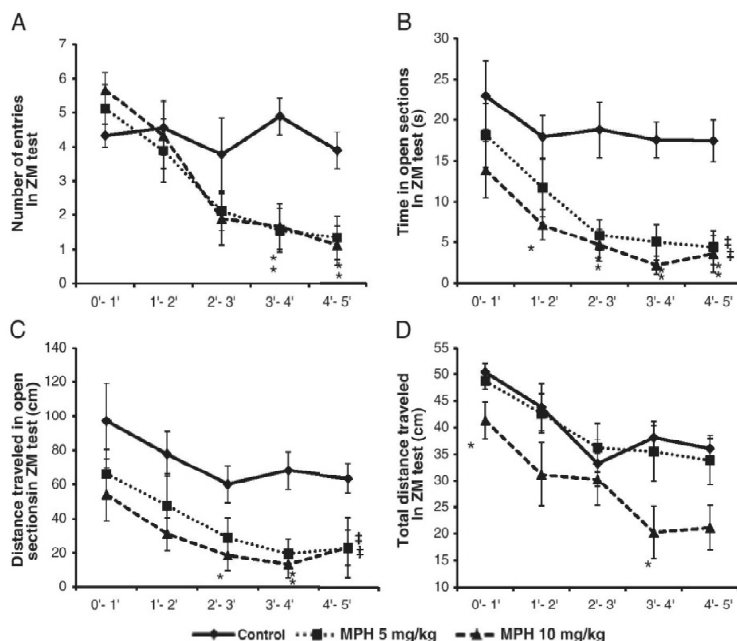 A
Number of entries
In ZM test
7
6
5
4
3
2
1
0
* *
* *
0'- 1' 1'- 2' 2'- 3' 3'- 4' 4'- 5'
B
Time in open sections
In ZM test (s)
30
25
20
15
10
5
0
*
* *
* *
* *
‡
‡
0'- 1' 1'- 2' 2'- 3' 3'- 4' 4'- 5'
C
Distance traveled in open
sectionsin ZM test (cm)
140
120
100
80
60
40
20
0
*
* *
‡
‡
0'- 1' 1'- 2' 2'- 3' 3'- 4' 4'- 5'
D
Total distance traveled
In ZM test (cm)
55
50
45
40
35
30
25
20
15
10
*
*
0'- 1' 1'- 2' 2'- 3' 3'- 4' 4'- 5'
Control MPH 5 mg/kg MPH 10 mg/kg